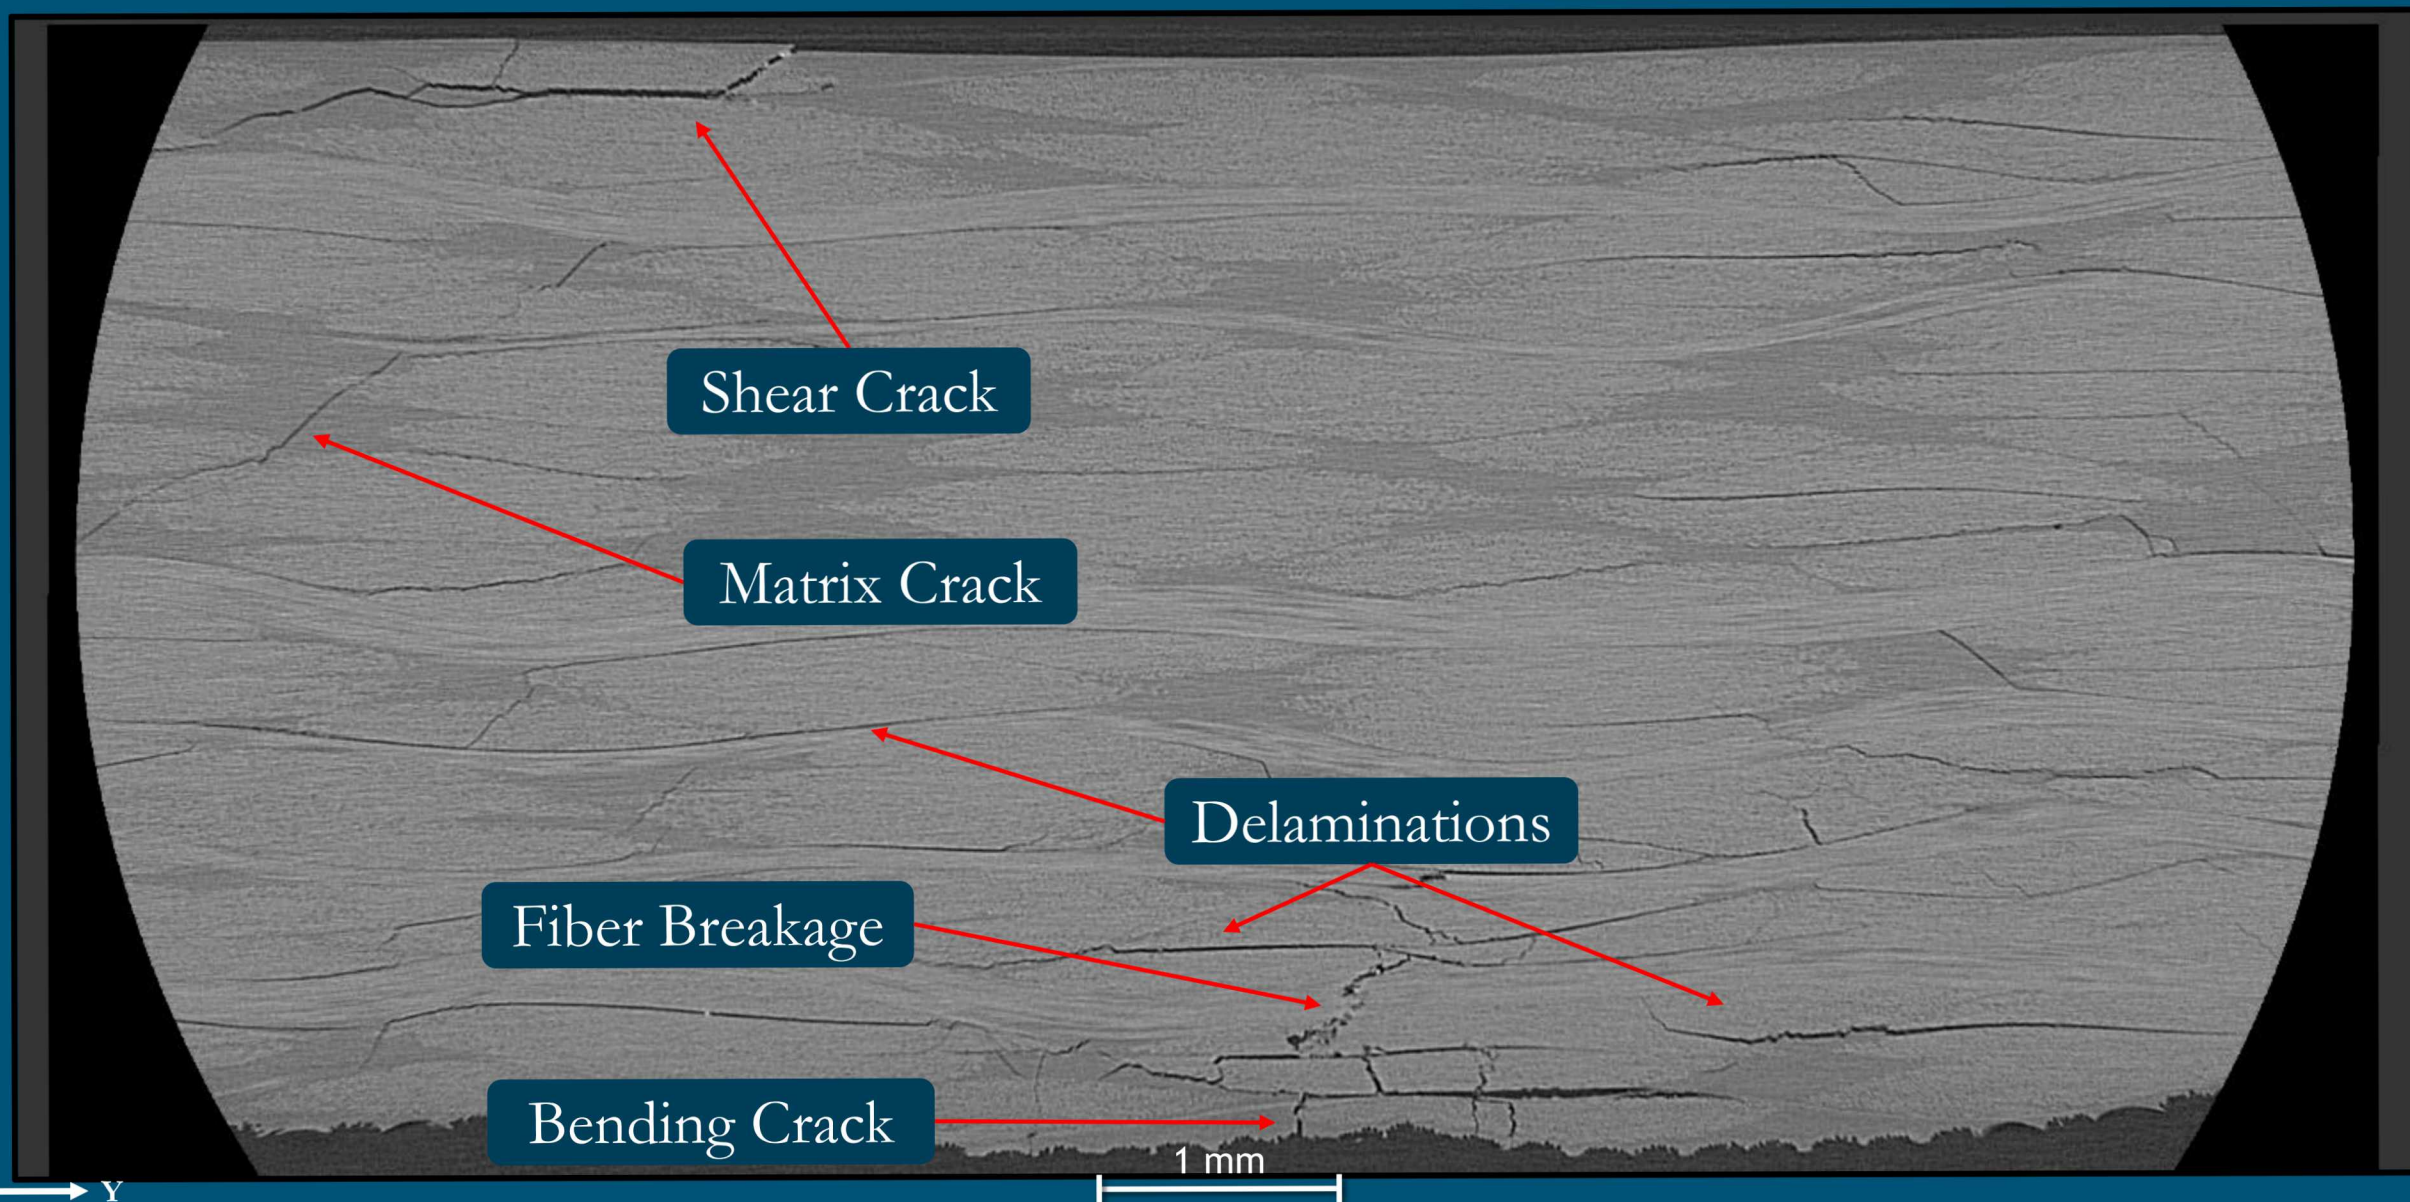 Shear Crack
Matrix Crack
Delaminations
Fiber Breakage
Bending Crack
1 mm
Y